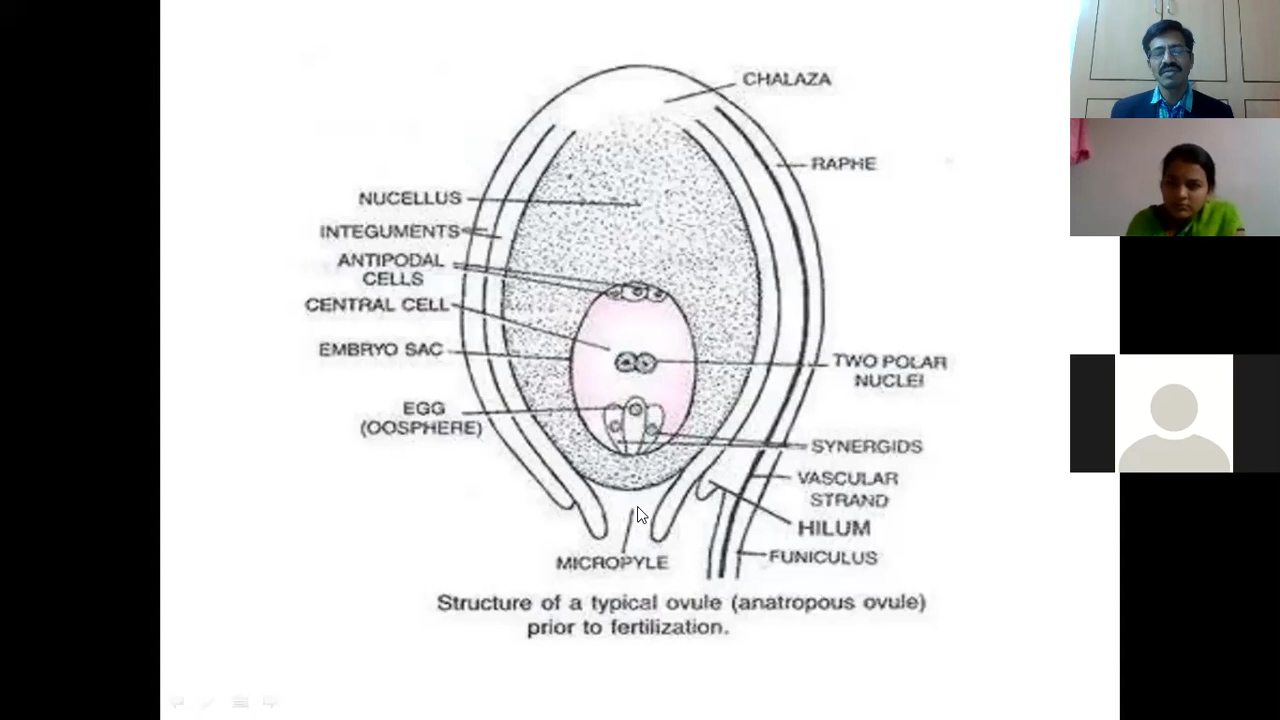 CHALAZA
RAPHE
NUCELLUS
INTEGUMENTS
ANTIPODAL
CELLS
CENTRAL CELL
EMBRYO SAC
TWO POLAR
NUCLEI
EGG
(OOSPHERE)
SYNERGIDS
VASCULAR
STRAND
HILUM
FUNICULUS
MICROPYLE
Structure of a typical ovule (anatropous ovule)
prior to fertilization.